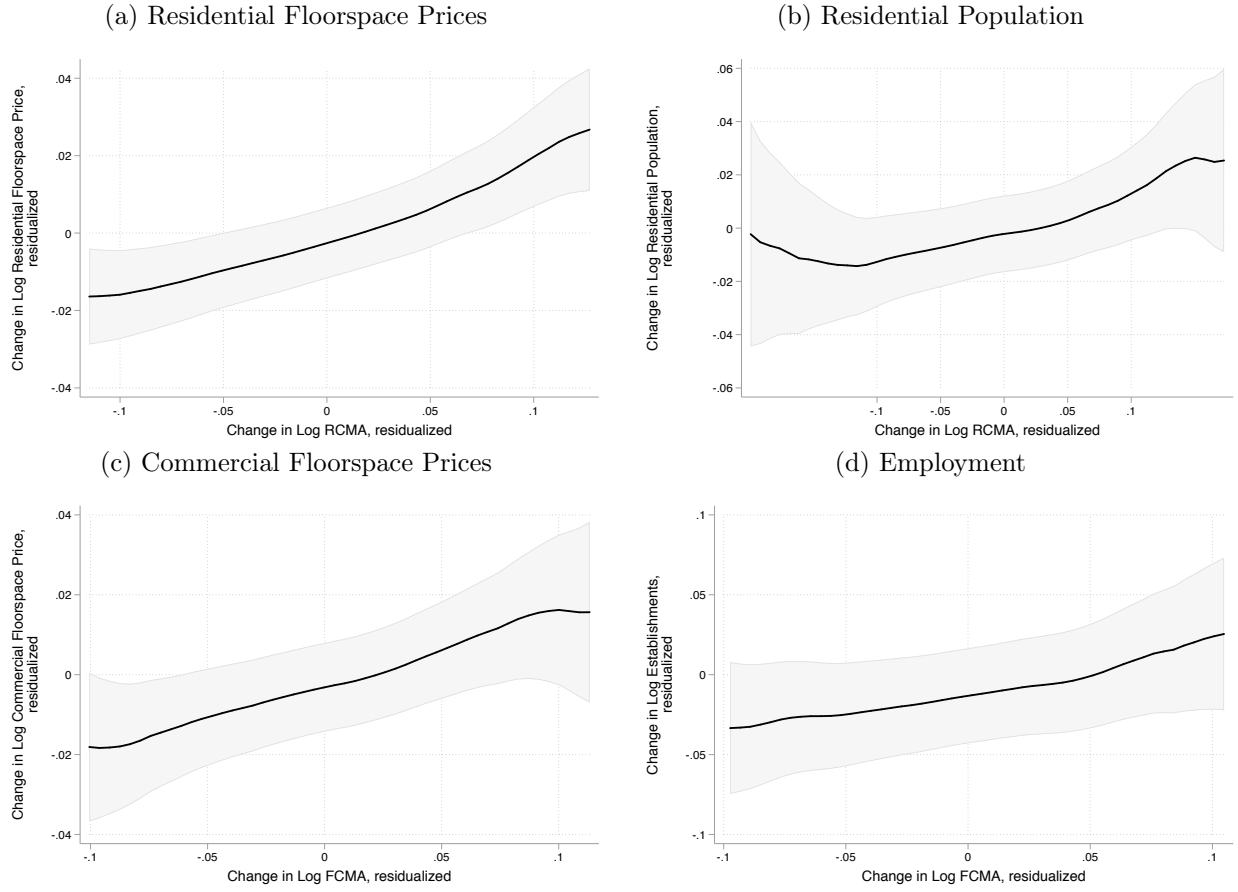 (a) Residential Floorspace Prices
Change in Log Residential Floorspace Price,
residualized
.04
.02
0
-.02
-.04
-.1
-.05
0
.05
.1
Change in Log RCMA, residualized
(b) Residential Population
Change in Log Residential Population,
residualized
.06
.04
.02
0
-.02
-.04
-.06
-.1
-.05
0
.05
.1
Change in Log RCMA, residualized
(c) Commercial Floorspace Prices
Change in Log Commercial Floorspace Price,
residualized
.04
.02
0
-.02
-.04
-.1
-.05
0
.05
.1
Change in Log FCMA, residualized
(d) Employment
Change in Log Establishments,
residualized
.1
.05
0
-.05
-.1
-.1
-.05
0
.05
.1
Change in Log FCMA, residualized